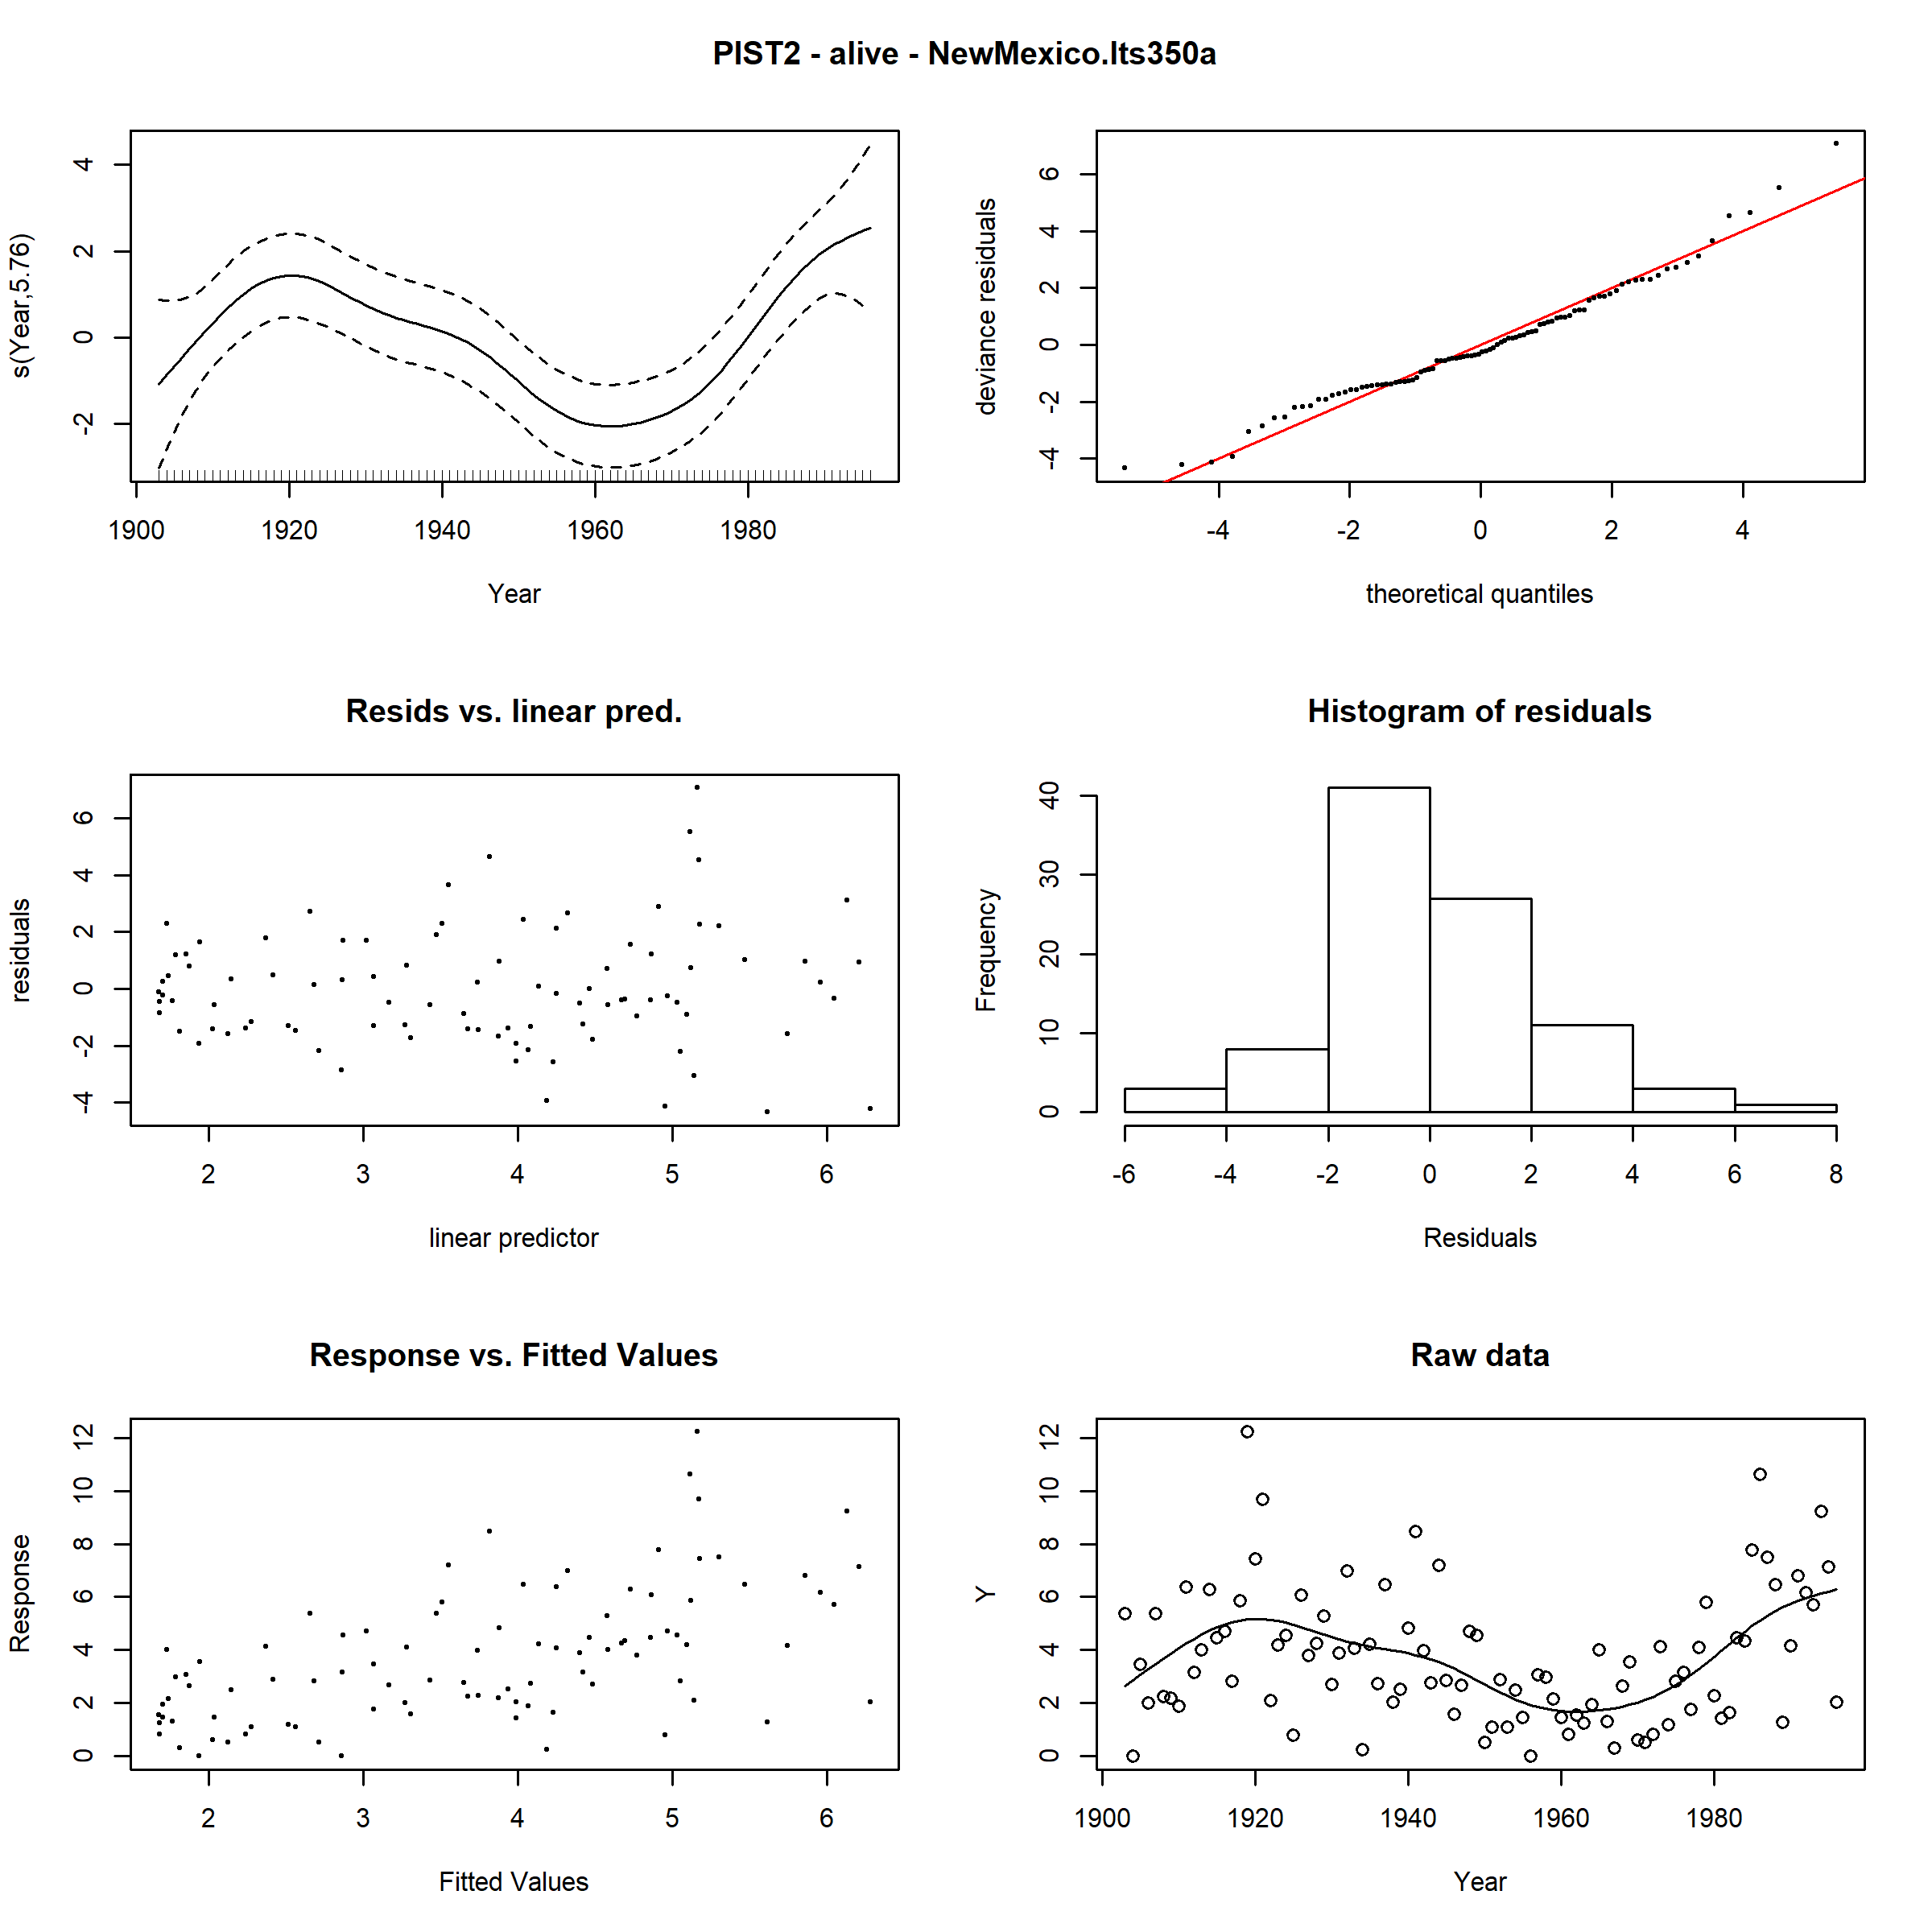 PIST2 - alive - NewMexico.lts350a
s(Year,5.76)
4
2
0
-2
1900 1920 1940 1960 1980
Year
deviance residuals
6
4
2
0
-2
-4
-4 -2 0 2 4
theoretical quantiles
Resids vs. linear pred.
residuals
6
4
2
0
-2
-4
2 3 4 5 6
linear predictor
Histogram of residuals
Frequency
40
30
20
10
0
-6 -4 -2 0 2 4 6 8
Residuals
Response vs. Fitted Values
Response
12
10
8
6
4
2
0
2 3 4 5 6
Fitted Values
Raw data
Y
12
10
8
6
4
2
0
1900 1920 1940 1960 1980
Year